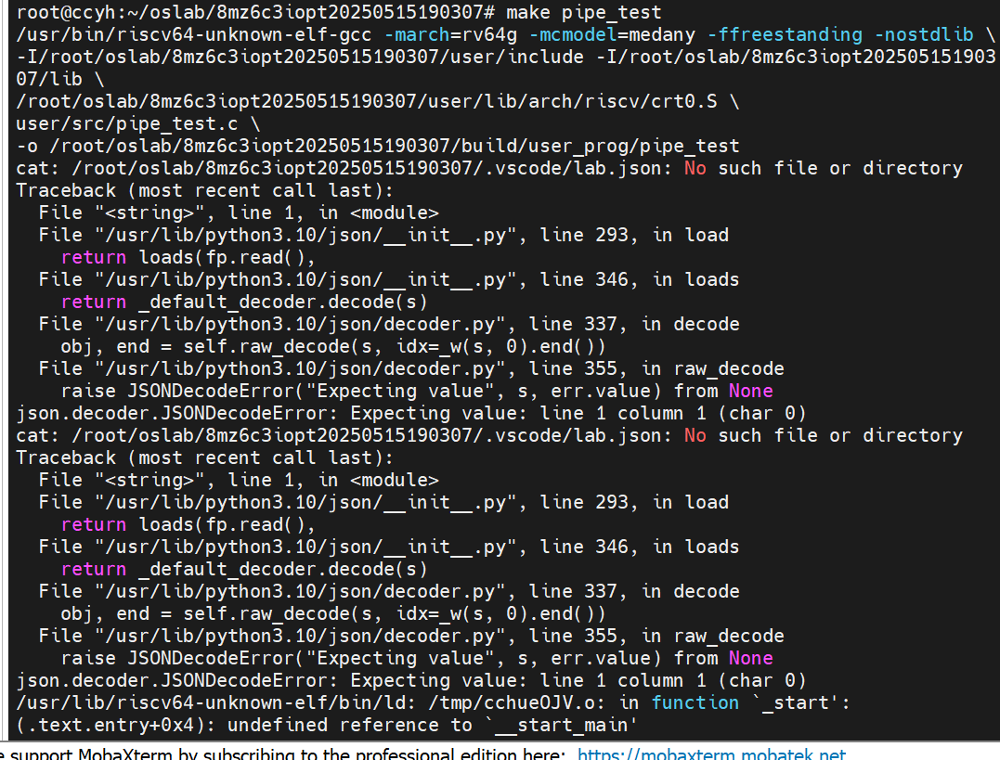 root@ccyh:~/oslab/8mz6c3iopt20250515190307# make pipe_test
/usr/bin/riscv64-unknown-elf-gcc -march=rv64g -mcmodel=medany -ffreestanding -nostdlib \
-I/root/oslab/8mz6c3iopt20250515190307/user/include -I/root/oslab/8mz6c3iopt202505151903
07/lib \
/root/oslab/8mz6c3iopt20250515190307/user/lib/arch/riscv/crt0.S \
user/src/pipe_test.c \
-o /root/oslab/8mz6c3iopt20250515190307/build/user_prog/pipe_test
cat: /root/oslab/8mz6c3iopt20250515190307/.vscode/lab.json: No such file or directory
Traceback (most recent call last):
  File "<string>", line 1, in <module>
  File "/usr/lib/python3.10/json/__init__.py", line 293, in load
    return loads(fp.read(),
  File "/usr/lib/python3.10/json/__init__.py", line 346, in loads
    return _default_decoder.decode(s)
  File "/usr/lib/python3.10/json/decoder.py", line 337, in decode
    obj, end = self.raw_decode(s, idx=_w(s, 0).end())
  File "/usr/lib/python3.10/json/decoder.py", line 355, in raw_decode
    raise JSONDecodeError("Expecting value", s, err.value) from None
json.decoder.JSONDecodeError: Expecting value: line 1 column 1 (char 0)
cat: /root/oslab/8mz6c3iopt20250515190307/.vscode/lab.json: No such file or directory
Traceback (most recent call last):
  File "<string>", line 1, in <module>
  File "/usr/lib/python3.10/json/__init__.py", line 293, in load
    return loads(fp.read(),
  File "/usr/lib/python3.10/json/__init__.py", line 346, in loads
    return _default_decoder.decode(s)
  File "/usr/lib/python3.10/json/decoder.py", line 337, in decode
    obj, end = self.raw_decode(s, idx=_w(s, 0).end())
  File "/usr/lib/python3.10/json/decoder.py", line 355, in raw_decode
    raise JSONDecodeError("Expecting value", s, err.value) from None
json.decoder.JSONDecodeError: Expecting value: line 1 column 1 (char 0)
/usr/lib/riscv64-unknown-elf/bin/ld: /tmp/cchueOJV.o: in function `_start':
(.text.entry+0x4): undefined reference to `__start_main'
e support MobaXterm by subscribing to the professional edition here: https://mobaxterm.mobatek.net